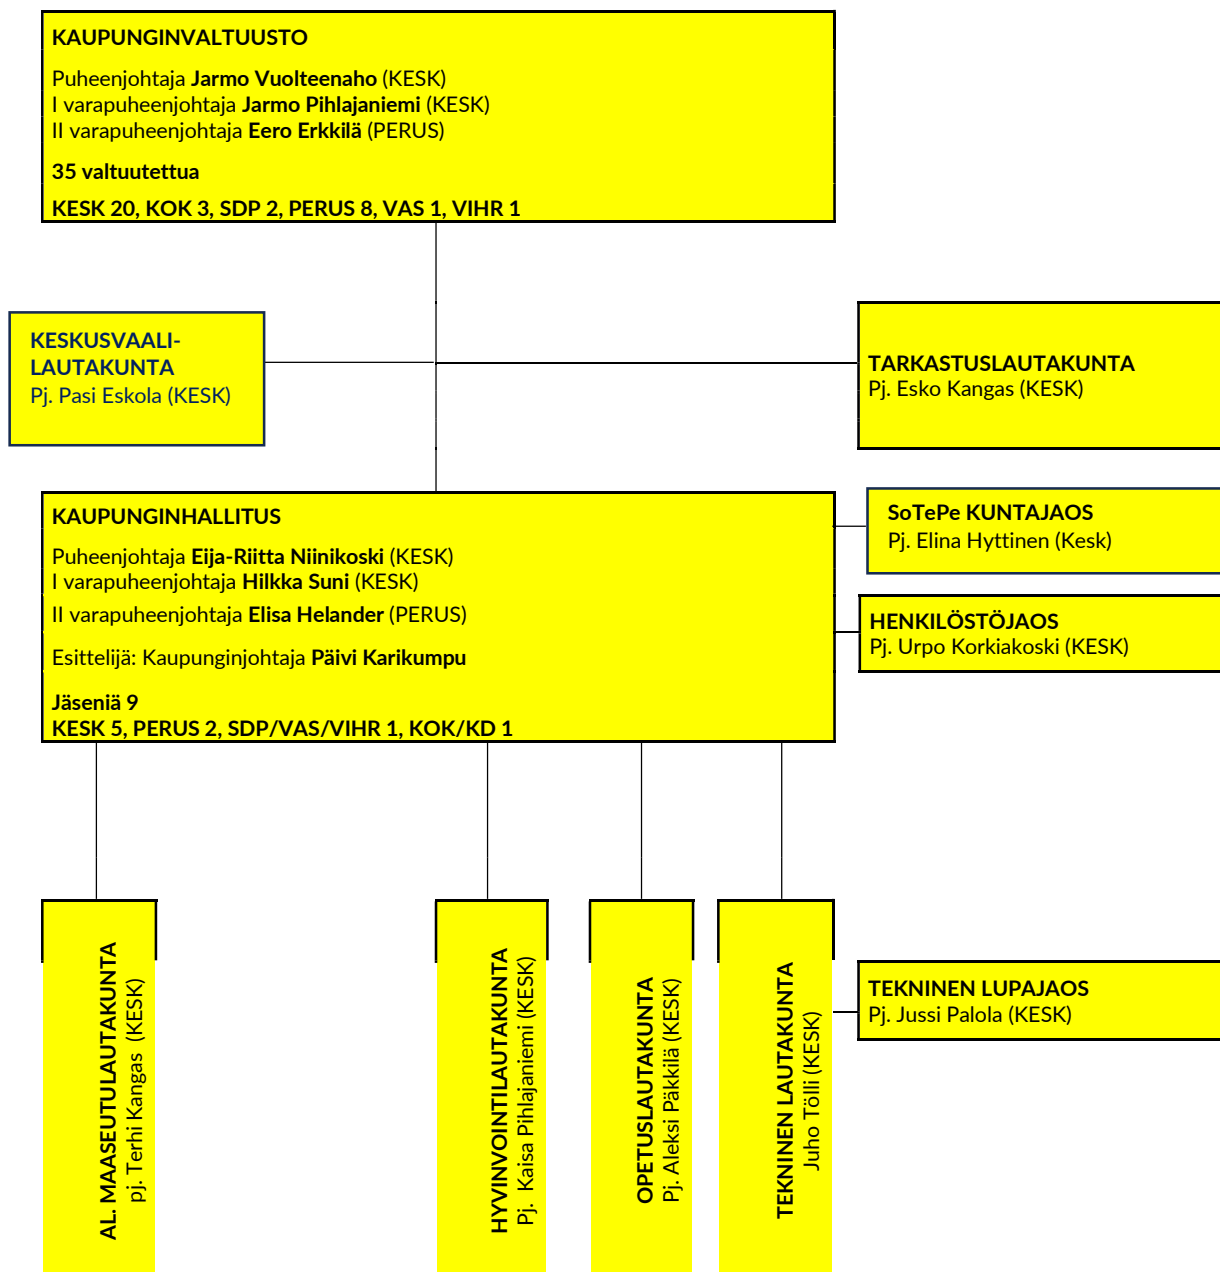 KAUPUNGINVALTUUSTO
Puheenjohtaja Jarmo Vuolteenaho (KESK)
I varapuheenjohtaja Jarmo Pihlajaniemi (KESK)
II varapuheenjohtaja Eero Erkkilä (PERUS)
35 valtuutettua
KESK 20, KOK 3, SDP 2, PERUS 8, VAS 1, VIHR 1
KESKUSVAALI-
LAUTAKUNTA
Pj. Pasi Eskola (KESK)
TARKASTUSLAUTAKUNTA
Pj. Esko Kangas (KESK)
KAUPUNGINHALLITUS
Puheenjohtaja Eija-Riitta Niinikoski (KESK)
I varapuheenjohtaja Hilkka Suni (KESK)
II varapuheenjohtaja Elisa Helander (PERUS)
Esittelijä: Kaupunginjohtaja Päivi Karikumpu
Jäseniä 9
KESK 5, PERUS 2, SDP/VAS/VIHR 1, KOK/KD 1
SoTePe KUNTAJAOS
Pj. Elina Hyttinen (Kesk)
HENKILÖSTÖJAOS
Pj. Urpo Korkiakoski (KESK)
AL. MAASEUTULAUTAKUNTA
pj. Terhi Kangas (KESK)
HYVINVOINTILAUTAKUNTA
Pj. Kaisa Pihlajaniemi (KESK)
OPETUSLAUTAKUNTA
Pj. Aleksi Päkkilä (KESK)
TEKNINEN LAUTAKUNTA
Juho Tölli (KESK)
TEKNINEN LUPAJAOS
Pj. Jussi Palola (KESK)